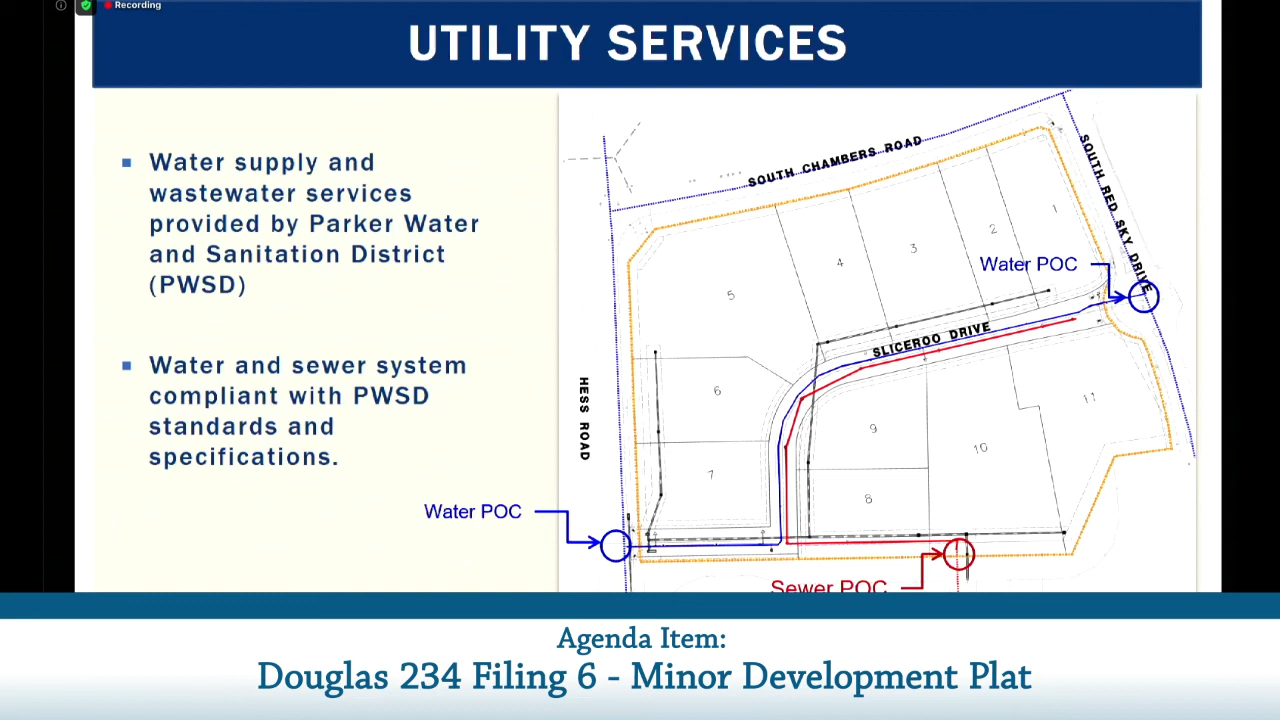 Recording
UTILITY SERVICES
Water supply and
wastewater services
provided by Parker Water
and Sanitation District
(PWSD)
Water and sewer system
compliant with PWSD
standards and
specifications.
SOUTH CHAMBERS ROAD
SOUTH RED SKY DRIVE
1
2
3
4
5
Water POC
SLICEROO DRIVE
HESS ROAD
6
7
8
9
10
11
Water POC
Sewer POC
Agenda Item:
Douglas 234 Filing 6 - Minor Development Plat